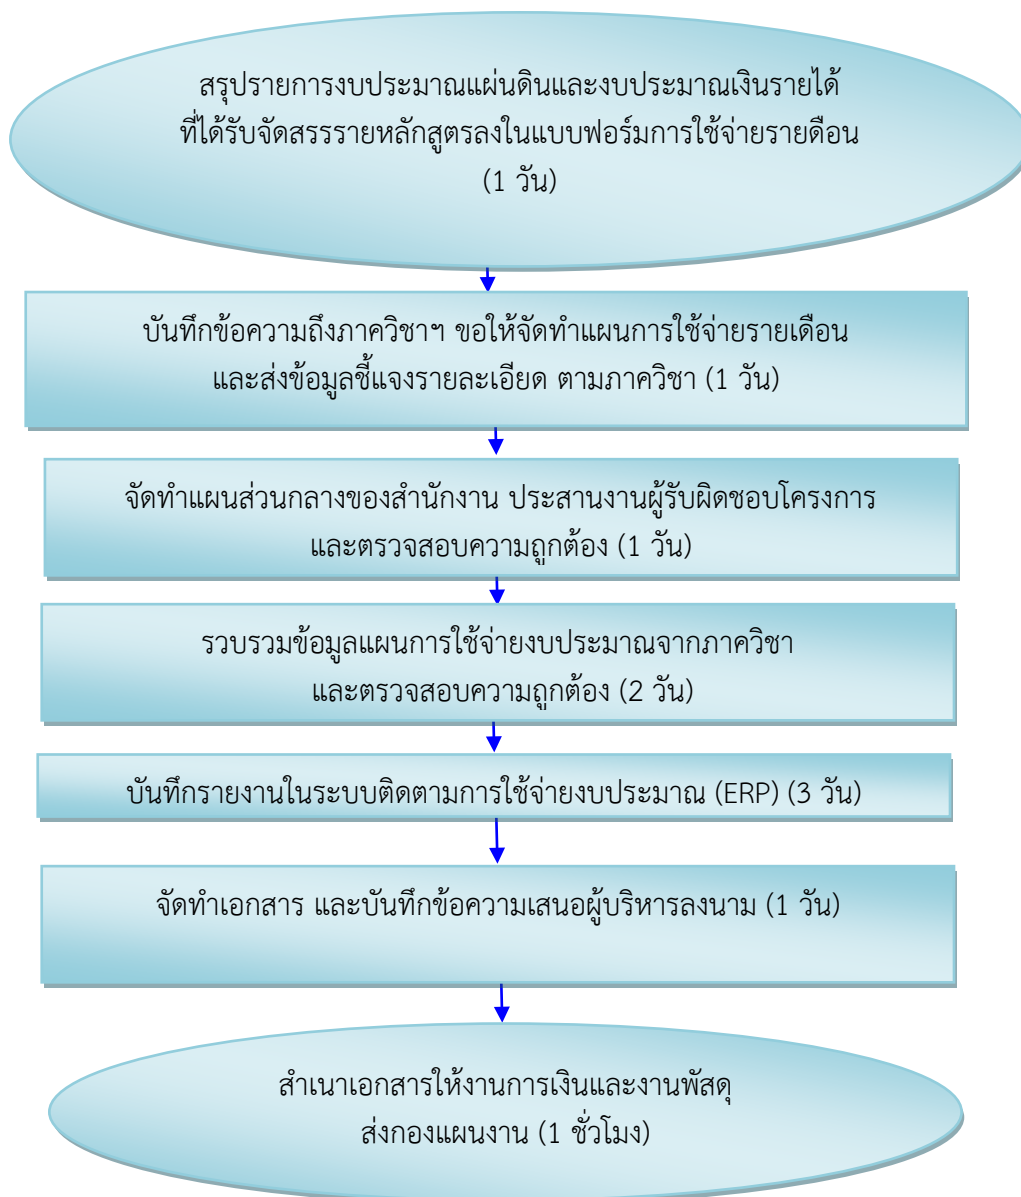 สรุปรายการงบประมาณแผ่นดินและงบประมาณเงินรายได้
ที่ได้รับจัดสรรรายหลักสูตรลงในแบบฟอร์มการใช้จ่ายรายดือน
(1 วัน)
บันทึกข้อความถึงภาควิชาฯ ขอให้จัดทำแผนการใช้จ่ายรายเดือน
และส่งข้อมูลชี้แจงรายละเอียด ตามภาควิชา (1 วัน)
จัดทำแผนส่วนกลางของสำนักงาน ประสานงานผู้รับผิดชอบโครงการ
และตรวจสอบความถูกต้อง (1 วัน)
รวบรวมข้อมูลแผนการใช้จ่ายงบประมาณจากภาควิชา
และตรวจสอบความถูกต้อง (2 วัน)
บันทึกรายงานในระบบติดตามการใช้จ่ายงบประมาณ (ERP) (3 วัน)
จัดทำเอกสาร และบันทึกข้อความเสนอผู้บริหารลงนาม (1 วัน)
สำเนาเอกสารให้งานการเงินและงานพัสดุ
ส่งกองแผนงาน (1 ชั่วโมง)